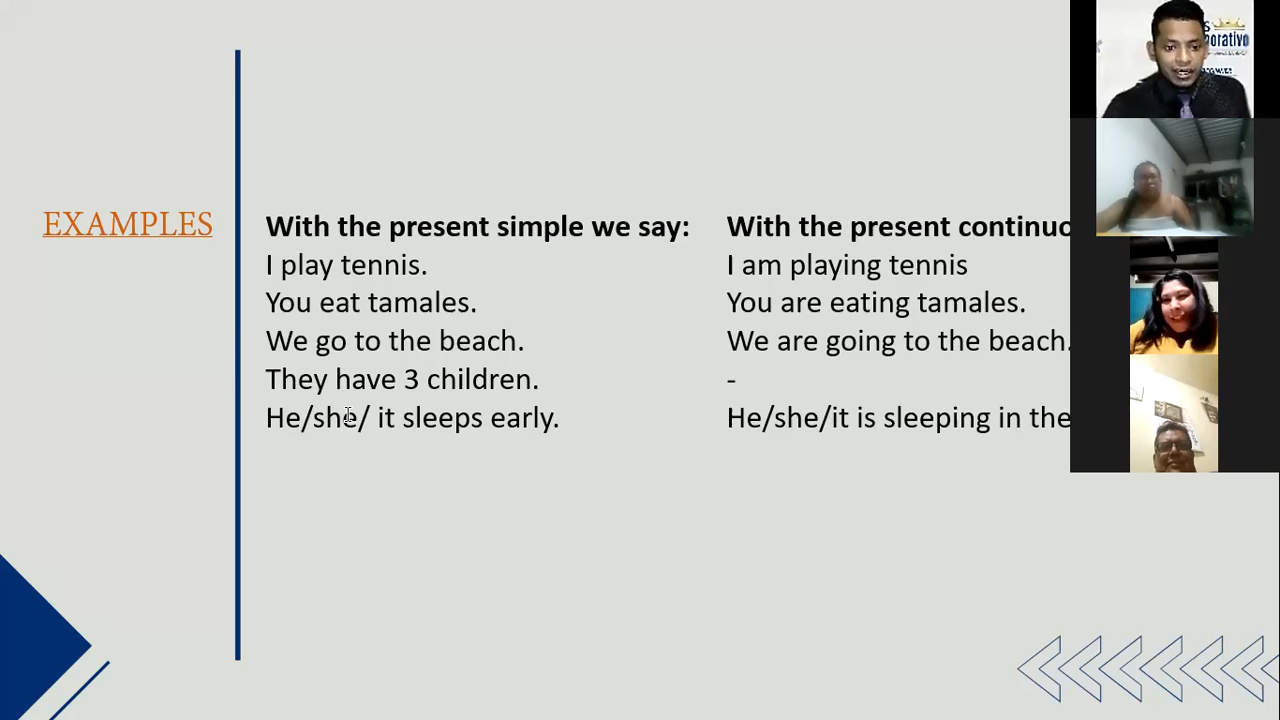 EXAMPLES
With the present simple we say:
I play tennis.
You eat tamales.
We go to the beach.
They have 3 children.
He/she/ it sleeps early.
With the present continuo
I am playing tennis
You are eating tamales.
We are going to the beach.
-
He/she/it is sleeping in the
S
porativo